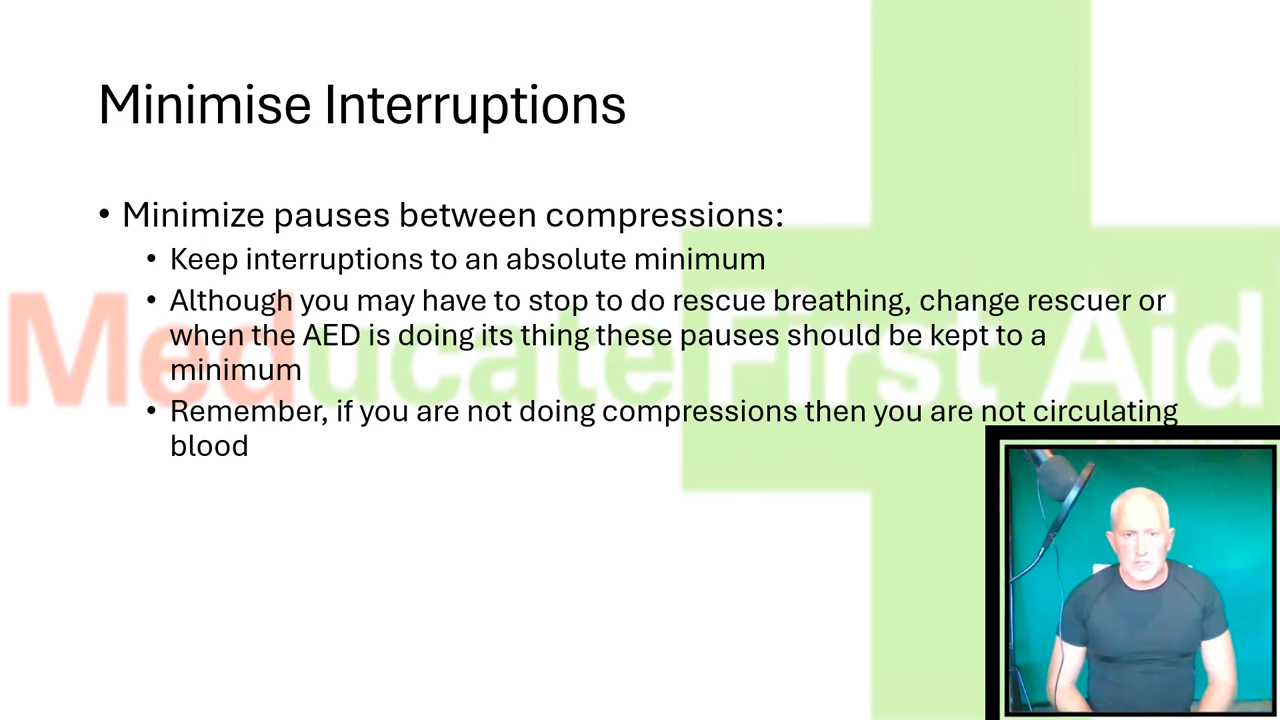 Minimise Interruptions
• Minimize pauses between compressions:
• Keep interruptions to an absolute minimum
• Although you may have to stop to do rescue breathing, change rescuer or
when the AED is doing its thing these pauses should be kept to a
minimum
• Remember, if you are not doing compressions then you are not circulating
blood
Meducate First Aid